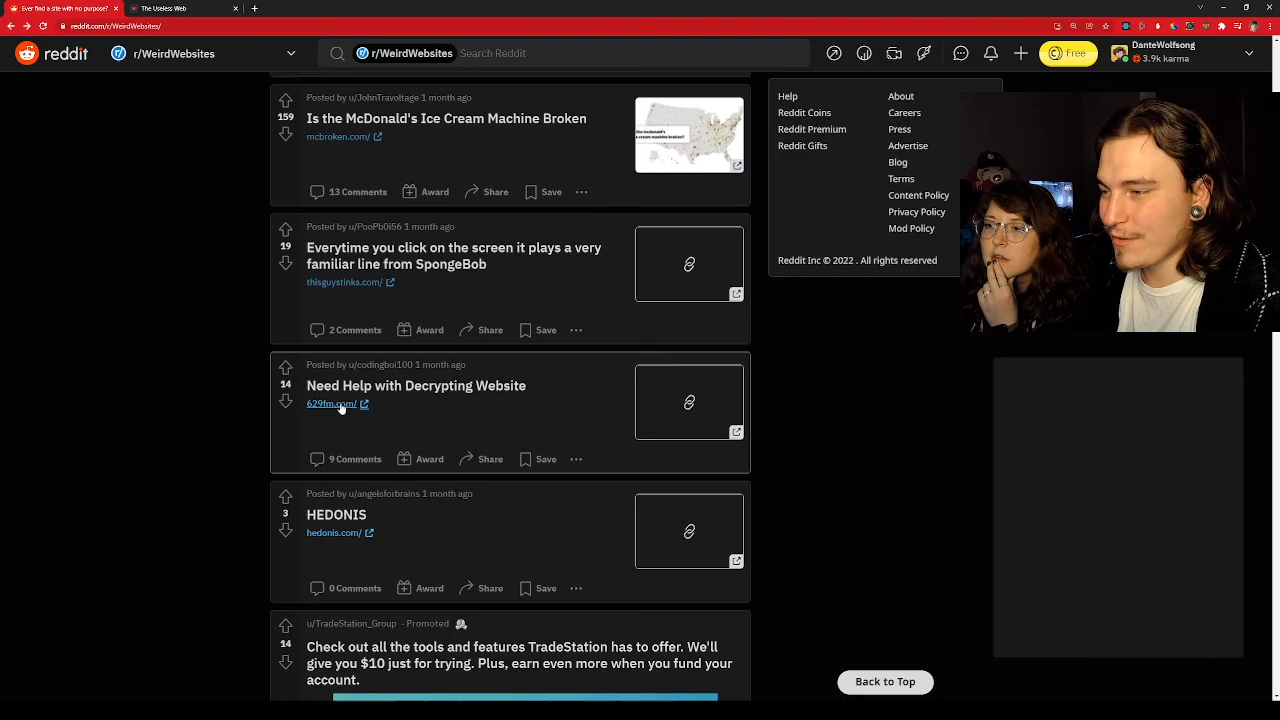 Ever find a site with no purpose?
The Useless Web
reddit.com/r/WeirdWebsites/
reddit
r/WeirdWebsites
r/WeirdWebsites
Search Reddit
Free
DanteWolfsong
3.9k karma
Posted by u/JohnTravoltage 1 month ago
159
Is the McDonald's Ice Cream Machine Broken
mcbroken.com/
13 Comments
Award
Share
Save
Posted by u/PooPb0i56 1 month ago
19
Everytime you click on the screen it plays a very
familiar line from SpongeBob
thisguystinks.com/
2 Comments
Award
Share
Save
Posted by u/codingboi100 1 month ago
14
Need Help with Decrypting Website
629fm.com/
9 Comments
Award
Share
Save
Posted by u/angelsforbrains 1 month ago
3
HEDONIS
hedonis.com/
0 Comments
Award
Share
Save
u/TradeStation_Group · Promoted
14
Check out all the tools and features TradeStation has to offer. We'll
give you $10 just for trying. Plus, earn even more when you fund your
account.
Help
About
Reddit Coins
Careers
Reddit Premium
Press
Reddit Gifts
Advertise
Blog
Terms
Content Policy
Privacy Policy
Mod Policy
Reddit Inc © 2022 . All rights reserved
Back to Top